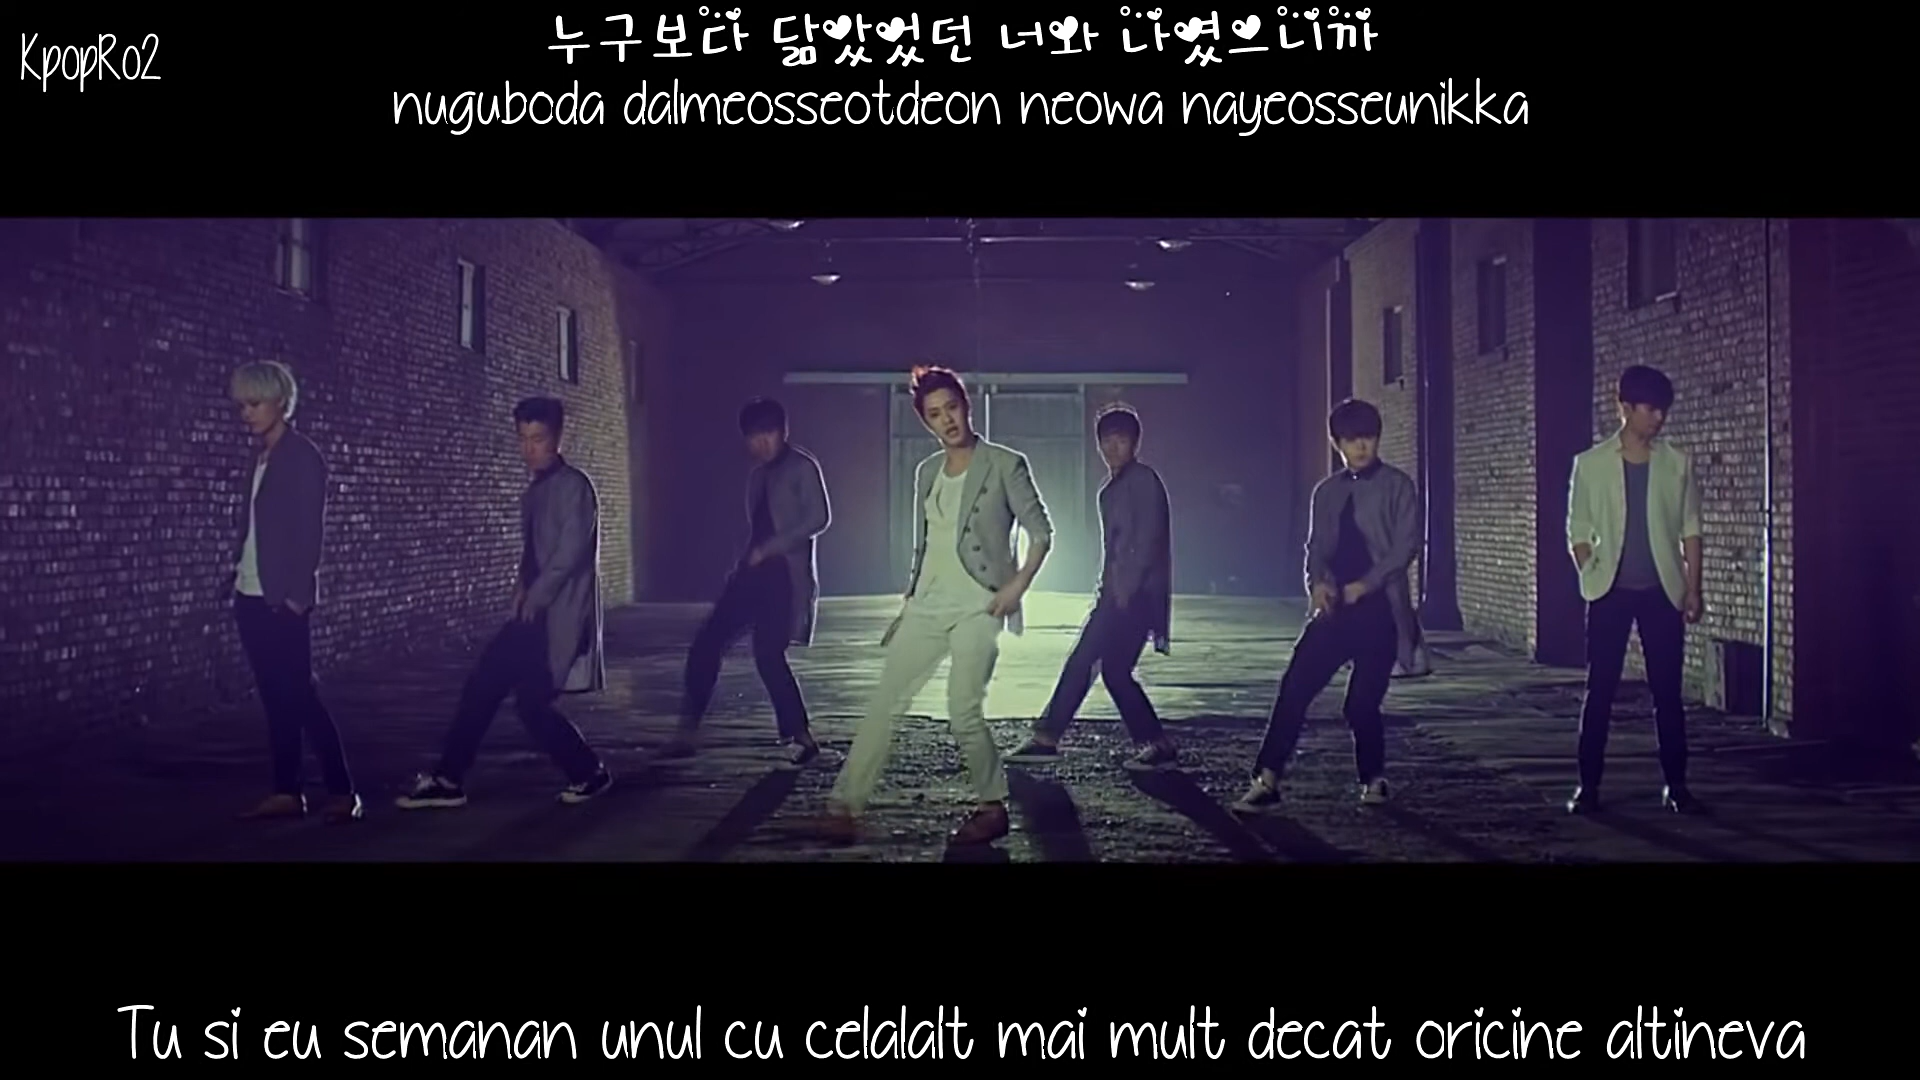 KpopRo2
누구보다 닮았었던 너와 나였으니까
nuguboda dalmeosseotdeon neowa nayeosseunikka
Tu si eu semanan unul cu celalalt mai mult decat oricine altineva